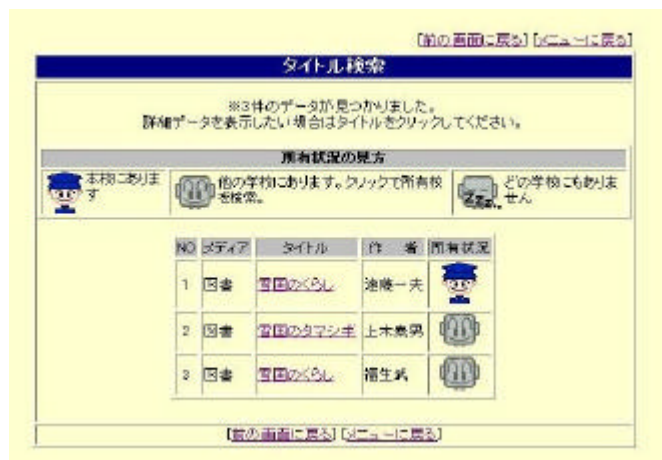 [前の画面に戻る] [メニューに戻る]
タイトル検索
※3件のデータが見つかりました。
詳細データを表示したい場合はタイトルをクリックしてください。
所有状況の見方
本校にありま
す
他の学校にあります。クリックで所有校
を検索。
どの学校にもありま
せん
ZZZ...
NO メディア タイトル 作 者 所有状況
1 図書 雪国のくらし 遠藤一夫
2 図書 雪国のタマシギ
3 図書 雪国のくらし 福生武
[前の画面に戻る] [メニューに戻る]